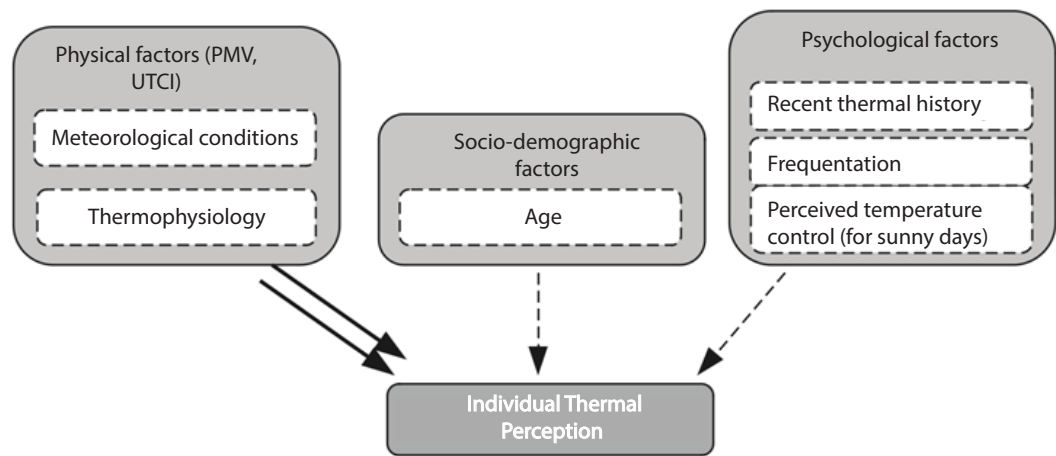 Physical factors (PMV,
UTCI)
Meteorological conditions
Thermophysiology
Socio-demographic
factors
Age
Psychological factors
Recent thermal history
Frequentation
Perceived temperature
control (for sunny days)
Individual Thermal
Perception